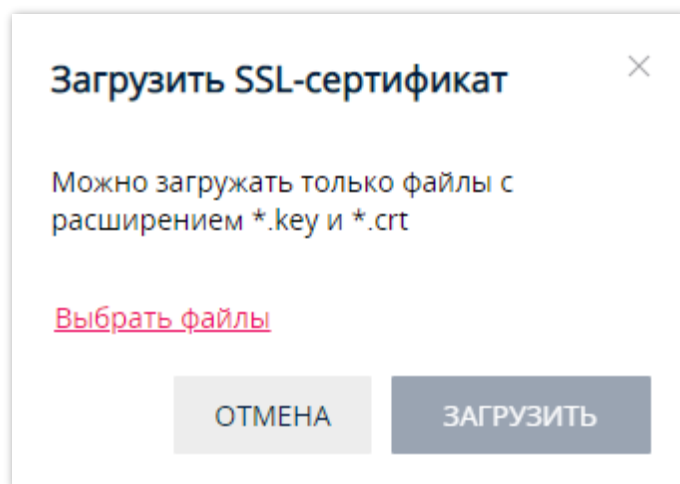 Загрузить SSL-сертификат
Можно загружать только файлы с
расширением *.key и *.crt
Выбрать файлы
ОТМЕНА
ЗАГРУЗИТЬ